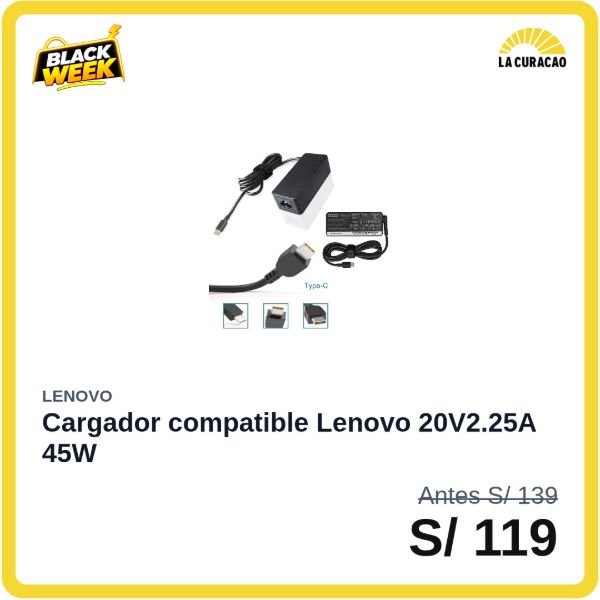 BLACK
WEEK
LA CURACAO
Type-C
LENOVO
Cargador compatible Lenovo 20V2.25A
45W
Antes S/ 139
S/ 119